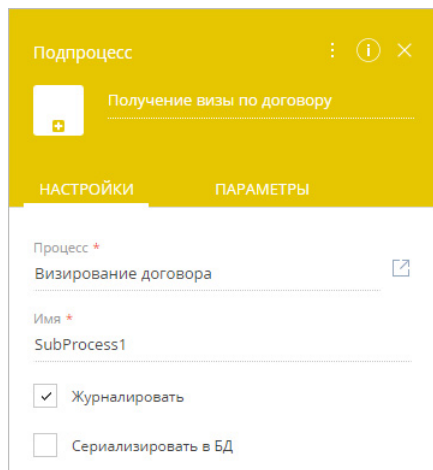 Подпроцесс
Получение визы по договору
НАСТРОЙКИ ПАРАМЕТРЫ
Процесс *
Визирование договора
Имя *
SubProcess1
Журналировать
Сериализировать в БД